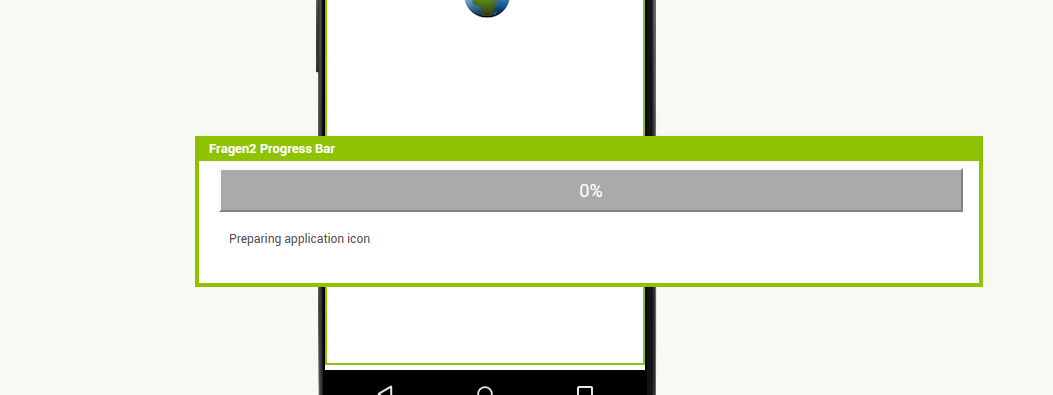 Fragen2 Progress Bar
0%
Preparing application icon